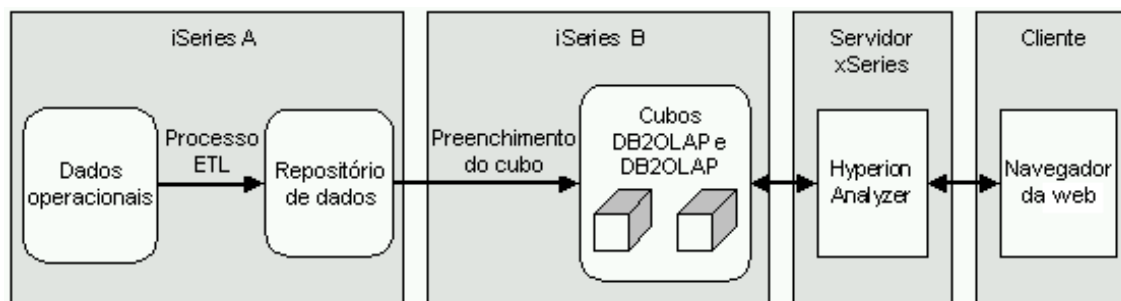 iSeries A
iSeries B
Servidor
xSeries
Cliente
Dados
operacionais
Processo
ETL
Repositório
de dados
Preenchimento
do cubo
Cubos
DB2OLAP e
DB2OLAP
Hyperion
Analyzer
Navegador
da web